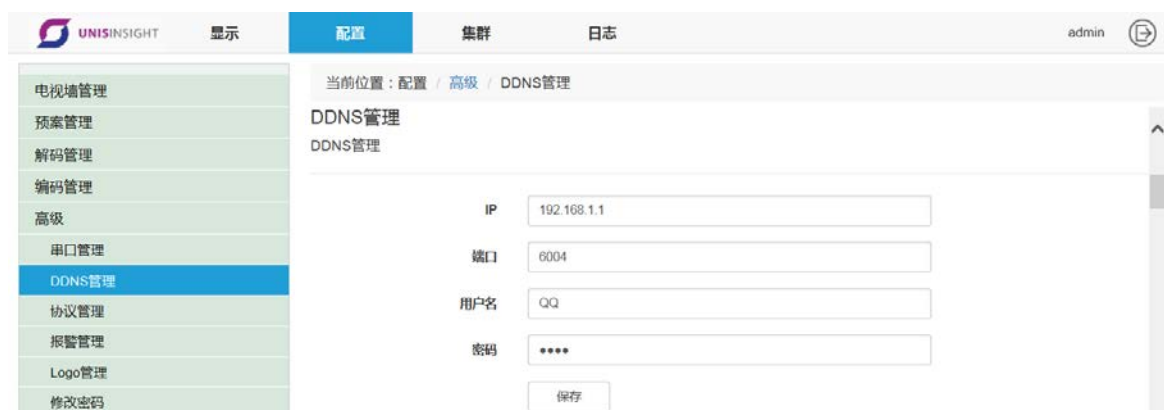 UNISINSIGHT 显示 配置 集群 日志 admin
当前位置：配置 / 高级 / DDNS管理
电视墙管理
预案管理
解码管理
编码管理
高级
串口管理
DDNS管理
协议管理
报警管理
Logo管理
修改密码
DDNS管理
DDNS管理
IP 192.168.1.1
端口 6004
用户名 QQ
密码 ••••
保存